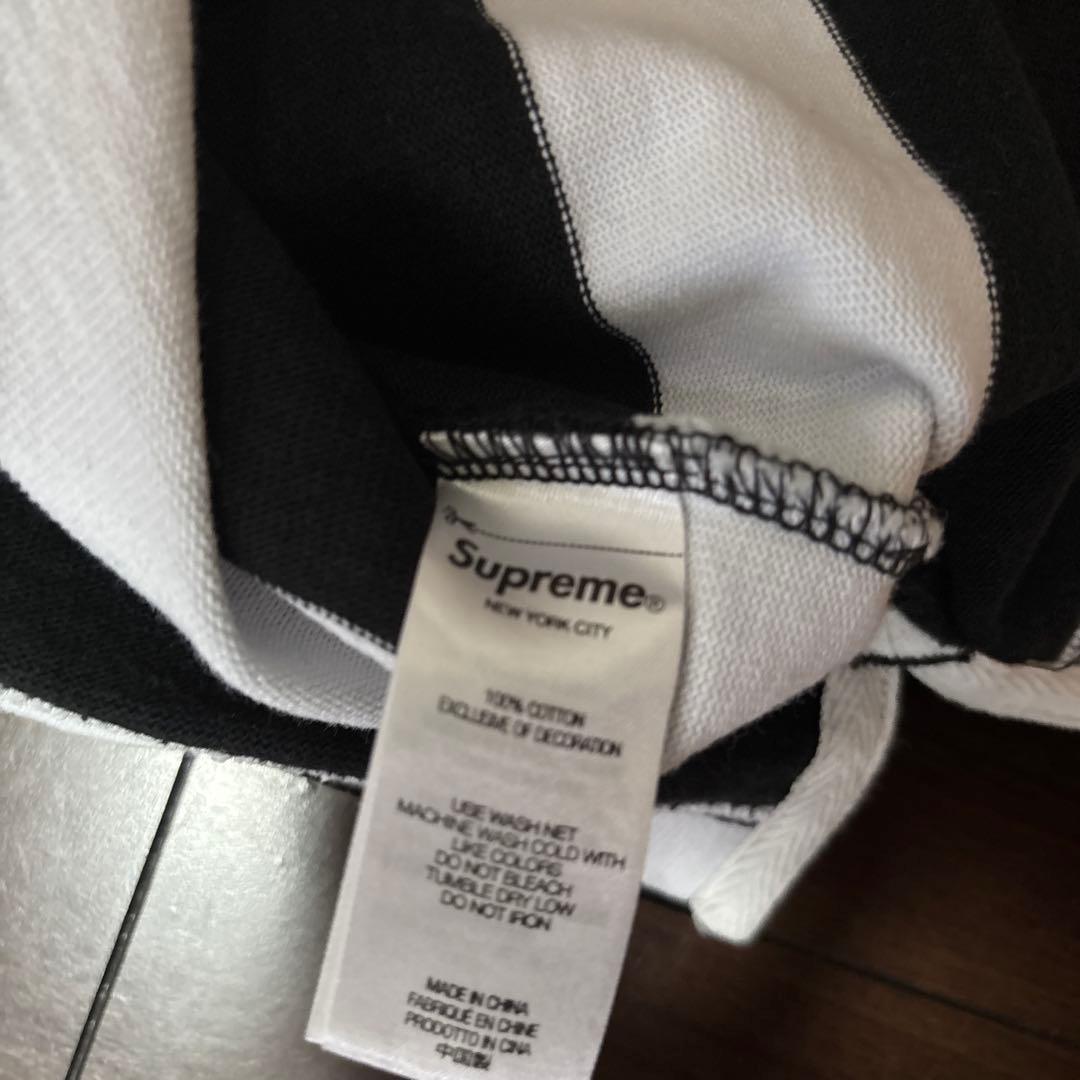 Supreme®
NEW YORK CITY
100% COTTON
EXCLUSIVE OF DECORATION
USE WASH NET
MACHINE WASH COLD WITH
LIKE COLORS
DO NOT BLEACH
TUMBLE DRY LOW
DO NOT IRON
MADE IN CHINA
FABRIQUÉ EN CHINE
PRODOTTO IN CINA
中国製